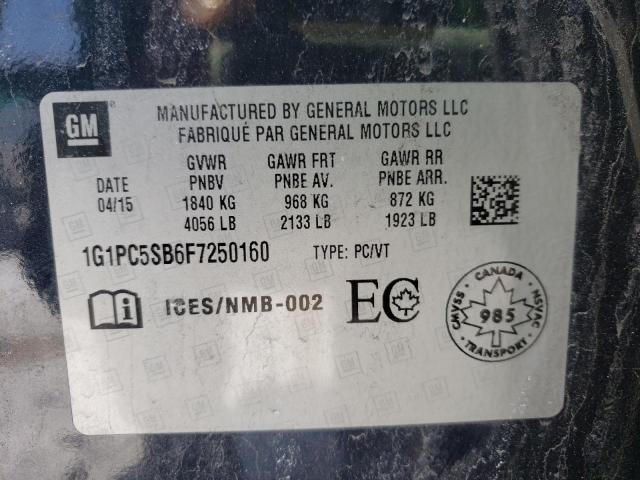 GM
MANUFACTURED BY GENERAL MOTORS LLC
FABRIQUÉ PAR GENERAL MOTORS LLC
GVWR GAWR FRT GAWR RR
DATE PNBV PNBE AV. PNBE ARR.
04/15 1840 KG 968 KG 872 KG
4056 LB 2133 LB 1923 LB
1G1PC5SB6F7250160 TYPE: PC/VT
i ICES/NMB-002 EC
CANADA
CMVSS 985 NSVAC
TRANSPORT